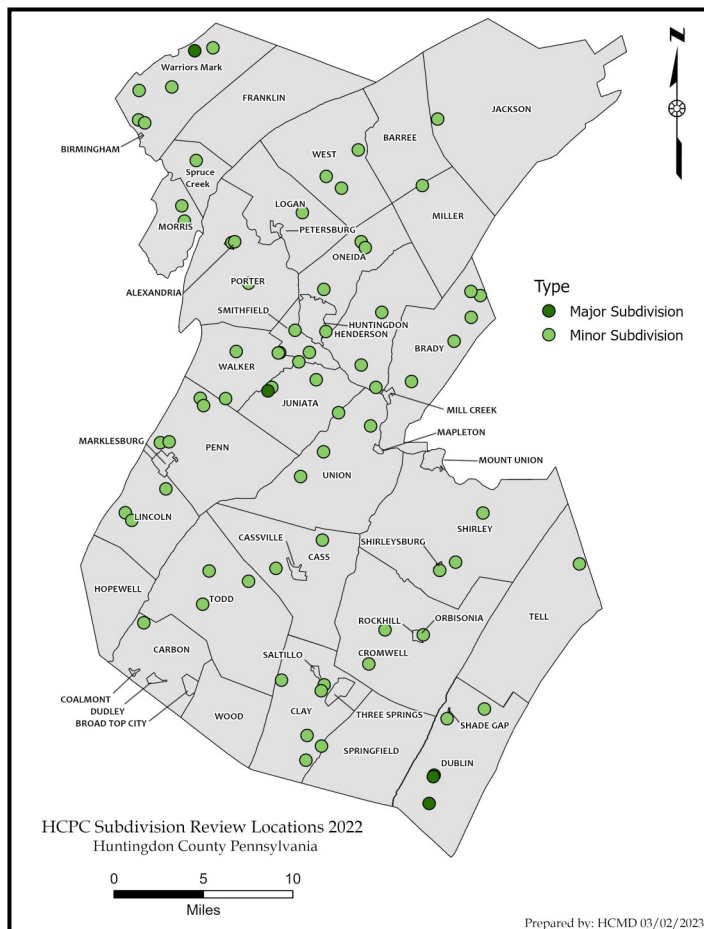 Warriors Mark
FRANKLIN
JACKSON
BARREE
BIRMINGHAM
WEST
Spruce
Creek
LOGAN
MILLER
MORRIS
PETERSBURG
ONEIDA
ALEXANDRIA
PORTER
Type
Major Subdivision
Minor Subdivision
SMITHFIELD
HUNTINGDON
HENDERSON
BRADY
WALKER
JUNIATA
MILL CREEK
MAPLETON
MARKLESBURG
PENN
MOUNT UNION
UNION
LINCOLN
SHIRLEY
CASSVILLE
CASS
SHIRLEYSBURG
HOPEWELL
TODD
TELL
ROCKHILL
ORBISONIA
CARBON
CROMWELL
SALTILLO
COALMONT
DUDLEY
BROAD TOP CITY
WOOD
CLAY
THREE SPRINGS
SHADE GAP
SPRINGFIELD
DUBLIN
HCPC Subdivision Review Locations 2022
Huntingdon County Pennsylvania
0 5 10
Miles
Prepared by: HCMD 03/02/2023
N